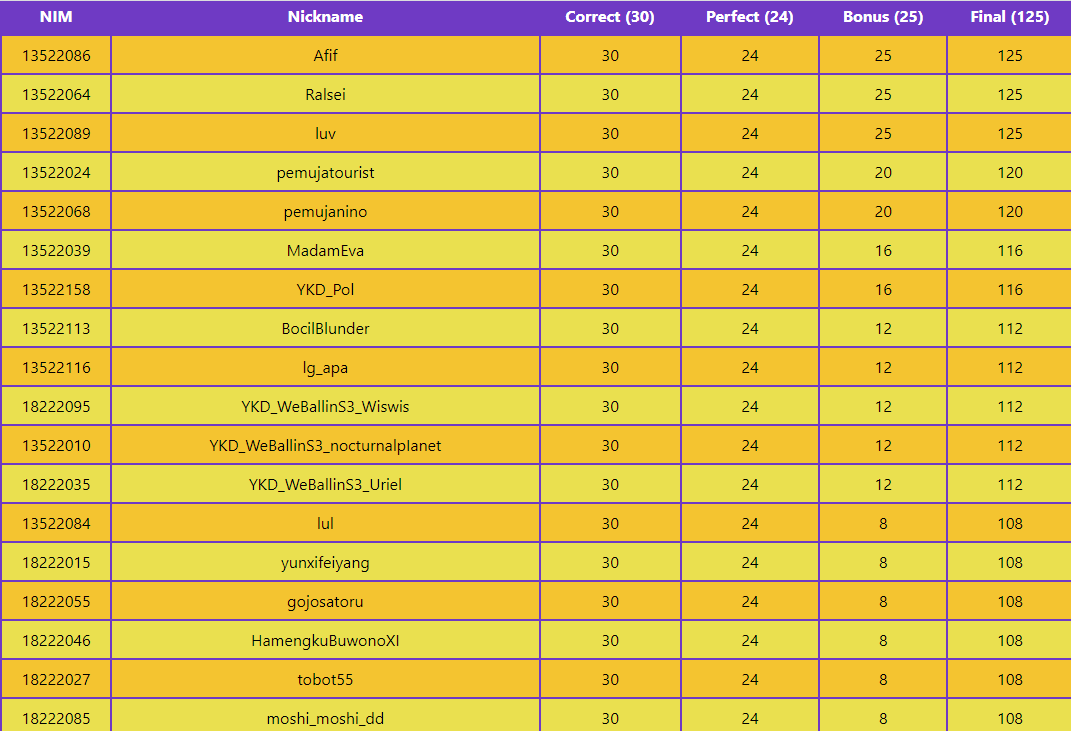 NIM Nickname Correct (30) Perfect (24) Bonus (25) Final (125)
13522086 Afif 30 24 25 125
13522064 Ralsei 30 24 25 125
13522089 luv 30 24 25 125
13522024 pemujatourist 30 24 20 120
13522068 pemujanino 30 24 20 120
13522039 MadamEva 30 24 16 116
13522158 YKD_Pol 30 24 16 116
13522113 BocilBlunder 30 24 12 112
13522116 lg_apa 30 24 12 112
18222095 YKD_WeBallinS3_Wiswis 30 24 12 112
13522010 YKD_WeBallinS3_nocturnalpIanet 30 24 12 112
18222035 YKD_WeBallinS3_Uriel 30 24 12 112
13522084 lul 30 24 8 108
18222015 yunxifeiyang 30 24 8 108
18222055 gojosatoru 30 24 8 108
18222046 HamengkuBuwonoXI 30 24 8 108
18222027 tobot55 30 24 8 108
18222085 moshi_moshi_dd 30 24 8 108